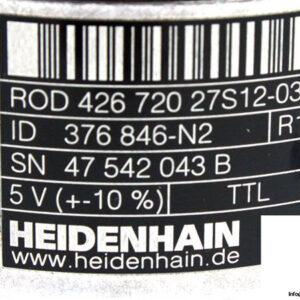 ROD 426 720 27S12-03
ID 376 846-N2
SN 47 542 043 B
5 V (+-10 %) TTL
HEIDENHAIN
www.heidenhain.de